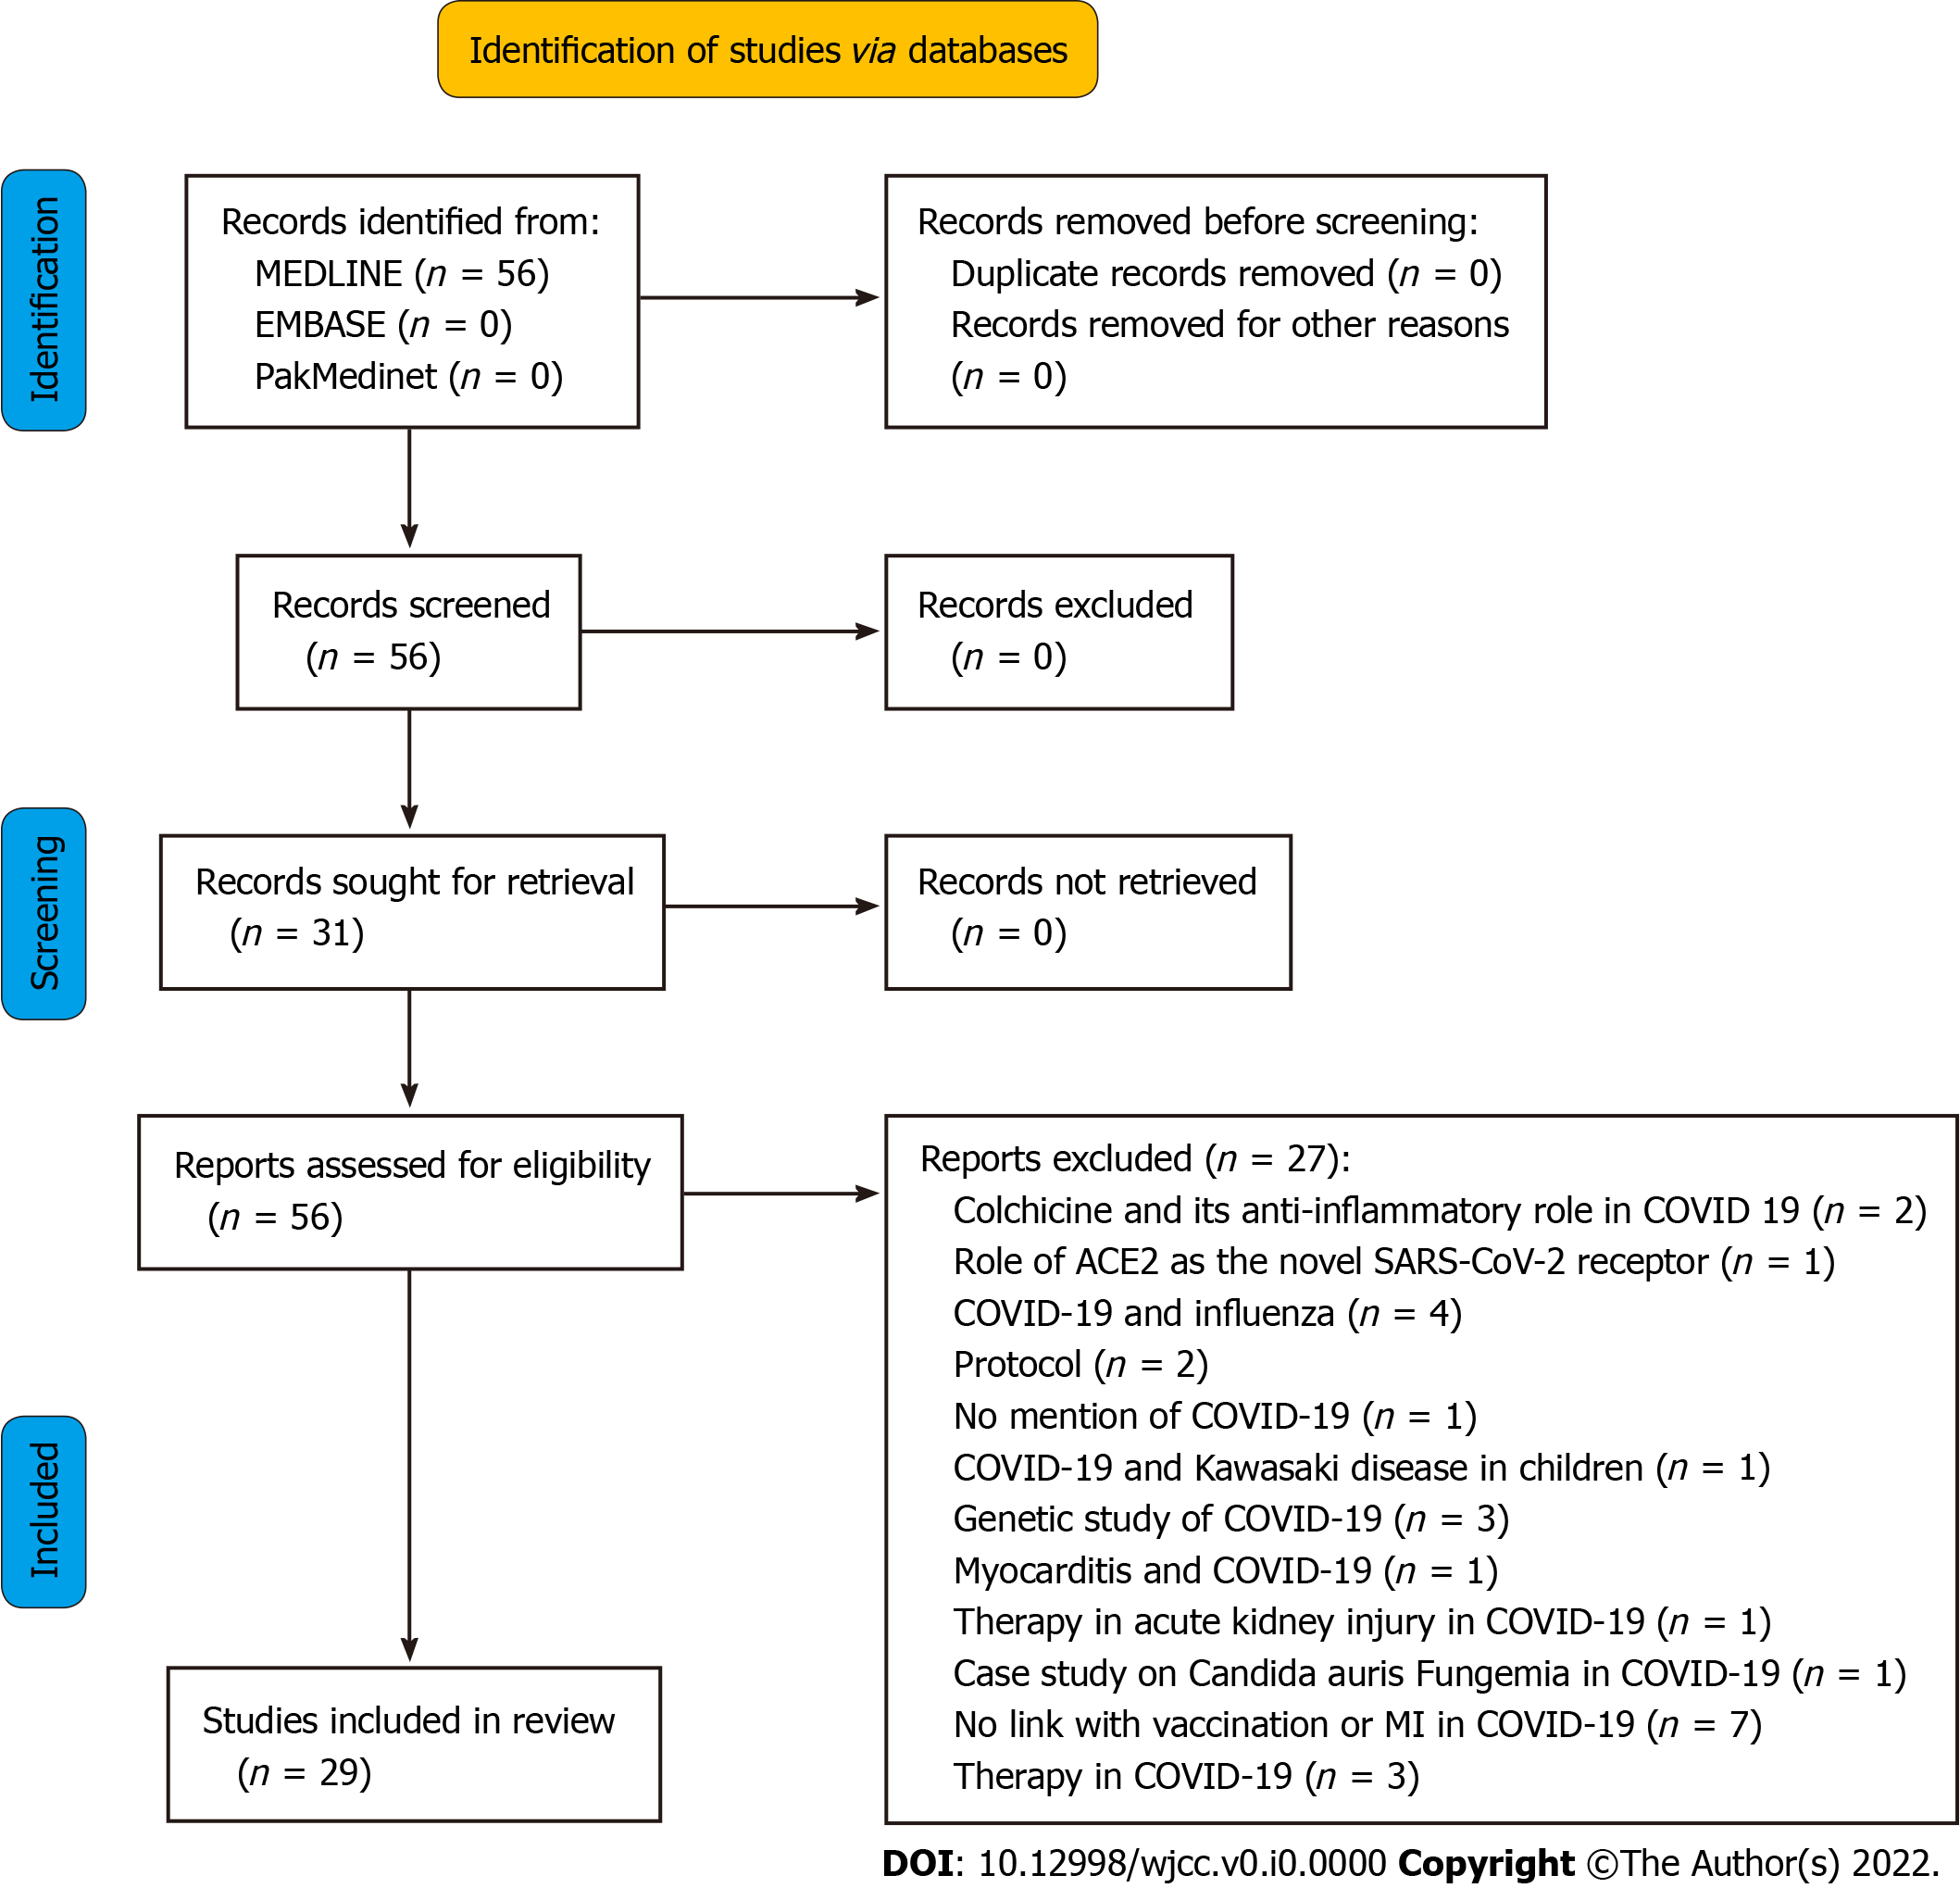 Identification of studies via databases
Identification
Records identified from:
MEDLINE (n = 56)
EMBASE (n = 0)
PakMedinet (n = 0)
Records removed before screening:
Duplicate records removed (n = 0)
Records removed for other reasons
(n = 0)
Records screened
(n = 56)
Records excluded
(n = 0)
Screening
Records sought for retrieval
(n = 31)
Records not retrieved
(n = 0)
Reports assessed for eligibility
(n = 56)
Reports excluded (n = 27):
Colchicine and its anti-inflammatory role in COVID 19 (n = 2)
Role of ACE2 as the novel SARS-CoV-2 receptor (n = 1)
COVID-19 and influenza (n = 4)
Protocol (n = 2)
No mention of COVID-19 (n = 1)
COVID-19 and Kawasaki disease in children (n = 1)
Genetic study of COVID-19 (n = 3)
Myocarditis and COVID-19 (n = 1)
Therapy in acute kidney injury in COVID-19 (n = 1)
Case study on Candida auris Fungemia in COVID-19 (n = 1)
No link with vaccination or MI in COVID-19 (n = 7)
Therapy in COVID-19 (n = 3)
Included
Studies included in review
(n = 29)
DOI: 10.12998/wjcc.v0.i0.0000 Copyright ©The Author(s) 2022.